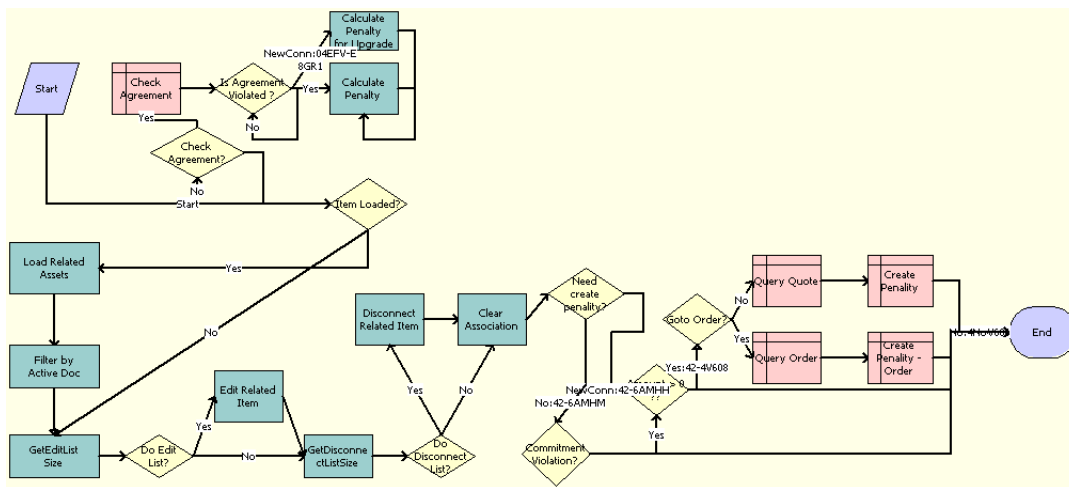 Calculate
Penalty
for Upgrade
NewConn:04EFV-E
8GR1
Start
Check
Agreement
Is Agreement
Violated ?
Yes
Calculate
Penalty
No
Yes
Check
Agreement?
No
Start
Item Loaded?
Load Related
Assets
Yes
No
Filter by
Active Doc
GetEditList
Size
Do Edit
List?
Yes
No
Edit Related
Item
GetDisconne
ctListSize
Do
Disconnect
List?
Yes
No
Disconnect
Related Item
Clear
Association
Need
create
penality?
NewConn:42-6AMHH
No:42-6AMHM
Commitment
Violation?
Yes
Yes:42-4V608
Goto Order?
No
Yes
Query Quote
Create
Penality
Query Order
Create
Penality -
Order
End